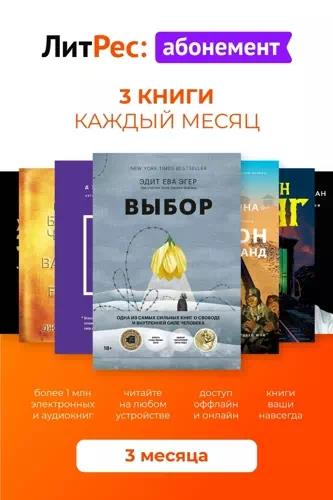 ЛитРес: абонемент
3 КНИГИ
КАЖДЫЙ МЕСЯЦ
NEW YORK TIMES BESTSELLER
ЭДИТ ЕВА ЭГЕР
ВЫБОР
ОДНА ИЗ САМЫХ СИЛЬНЫХ КНИГ О СВОБОДЕ
И ВНУТРЕННЕЙ СИЛЕ ЧЕЛОВЕКА
18+
более 1 млн
электронных
и аудиокниг
читайте
на любом
устройстве
доступ
оффлайн
и онлайн
книги
ваши
навсегда
3 месяца